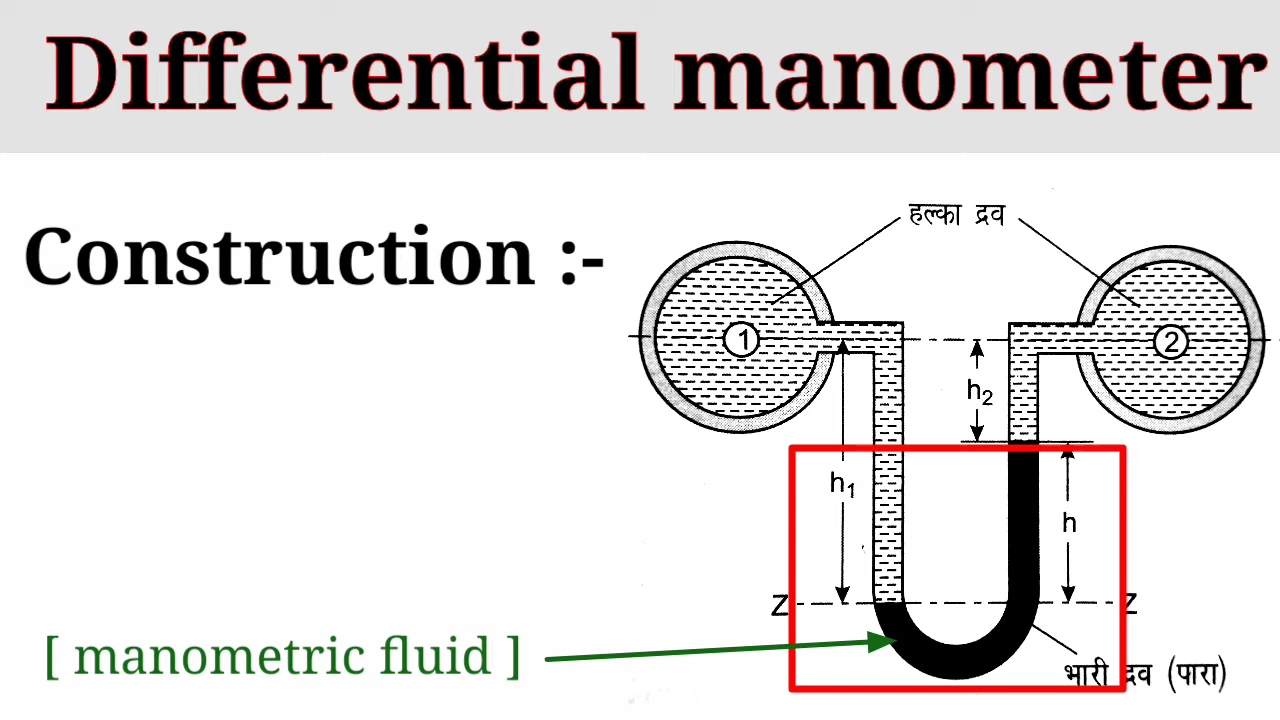 Differential manometer
Construction :-
हल्का द्रव
1
2
h2
h1
h
Z
Z
[ manometric fluid ]
भारी द्रव (पारा)